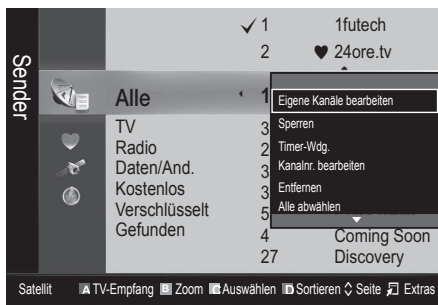 Sender
✓ 1 1futech
2 ♥ 24ore.tv
Alle 1
TV 3
Radio 2
Daten/And. 3
Kostenlos 3
Verschlüsselt 5
Gefunden 4 Coming Soon
27 Discovery
Eigene Kanäle bearbeiten
Sperren
Timer-Wdg.
Kanalnr. bearbeiten
Entfernen
Alle abwählen
Satellit A TV-Empfang B Zoom C Auswählen D Sortieren Seite Extras